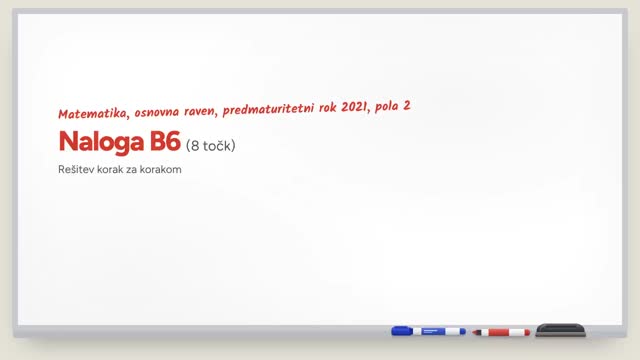 Matematika, osnovna raven, predmaturitetni rok 2021, pola 2
Naloga B6 (8 točk)
Rešitev korak za korakom